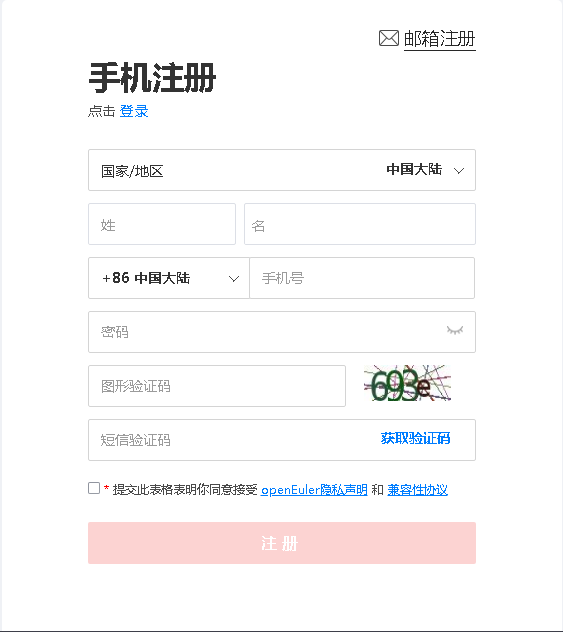 邮箱注册
手机注册
点击 登录
国家/地区 中国大陆
姓 名
+86 中国大陆 手机号
密码
图形验证码 693e
短信验证码 获取验证码
* 提交此表格表明你同意接受 openEuler隐私声明 和 兼容性协议
注 册